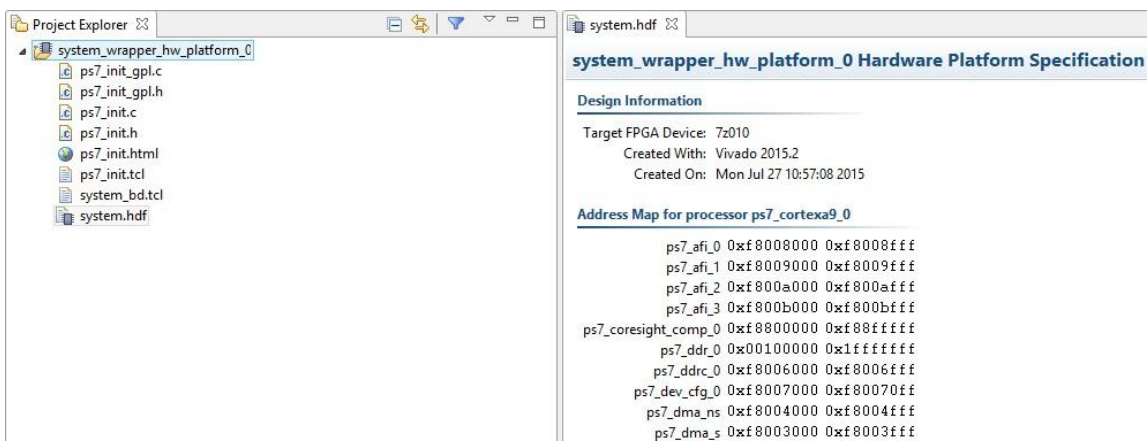 Project Explorer
system_wrapper_hw_platform_0
ps7_init_gpl.c
ps7_init_gpl.h
ps7_init.c
ps7_init.h
ps7_init.html
ps7_init.tcl
system_bd.tcl
system.hdf
system.hdf
system_wrapper_hw_platform_0 Hardware Platform Specification
Design Information
Target FPGA Device: 7z010
Created With: Vivado 2015.2
Created On: Mon Jul 27 10:57:08 2015
Address Map for processor ps7_cortexa9_0
ps7_afi_0 0xf8008000 0xf8008fff
ps7_afi_1 0xf8009000 0xf8009fff
ps7_afi_2 0xf800a000 0xf800afff
ps7_afi_3 0xf800b000 0xf800bfff
ps7_coresight_comp_0 0xf8800000 0xf88fffff
ps7_ddr_0 0x00100000 0x1fffffff
ps7_ddrc_0 0xf8006000 0xf8006fff
ps7_dev_cfg_0 0xf8007000 0xf80070ff
ps7_dma_ns 0xf8004000 0xf8004fff
ps7_dma_s 0xf8003000 0xf8003fff